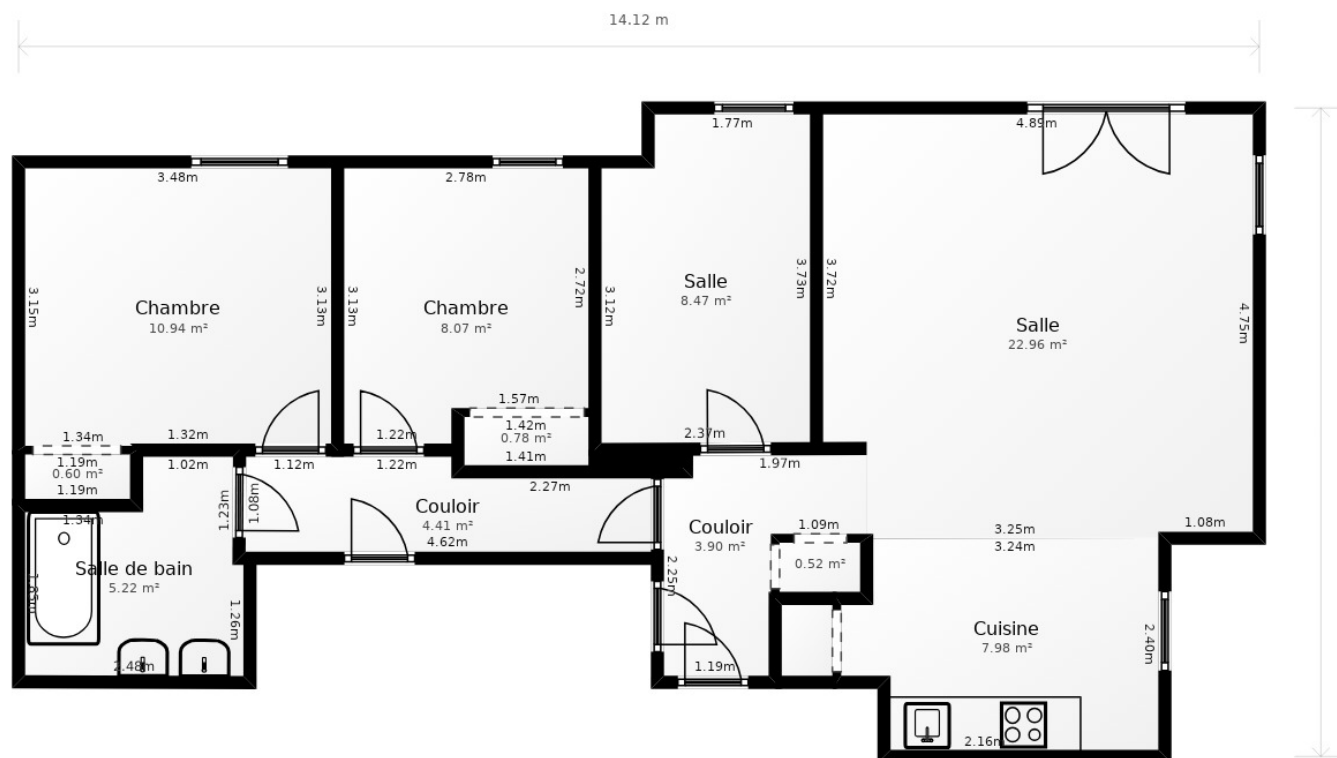 14.12 m
1.77m
4.89m
3.48m
2.78m
3.15m
Chambre
10.94 m²
3.13m
3.13m
Chambre
8.07 m²
2.72m
3.12m
Salle
8.47 m²
3.73m
3.72m
Salle
22.96 m²
4.75m
1.57m
1.34m
1.32m
1.22m
1.42m
0.78 m²
1.41m
2.37m
1.97m
1.19m
0.60 m²
1.19m
1.02m
1.12m
1.22m
2.27m
1.34m
1.23m
1.08m
Couloir
4.41 m²
4.62m
Couloir
3.90 m²
1.09m
0.52 m²
3.25m
3.24m
1.08m
Salle de bain
5.22 m²
1.85m
1.26m
2.48m
2.25m
1.19m
Cuisine
7.98 m²
2.40m
2.16m